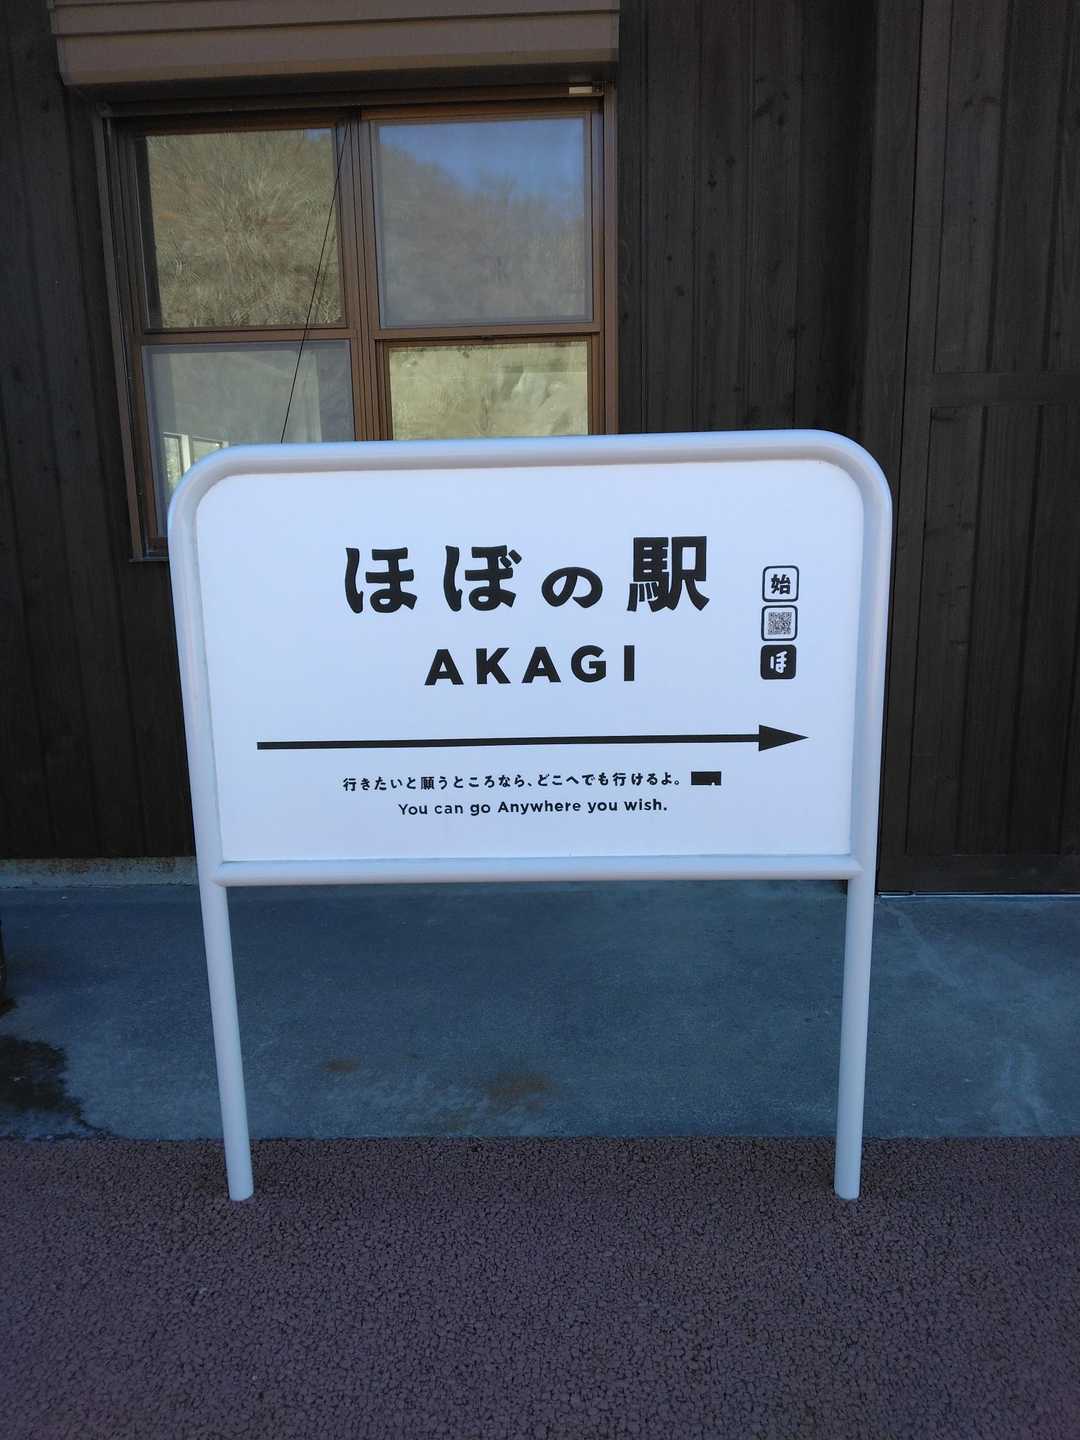 ほぼの駅
AKAGI
始
ほ
行きたいと願うところなら、どこへでも行けるよ。
You can go Anywhere you wish.